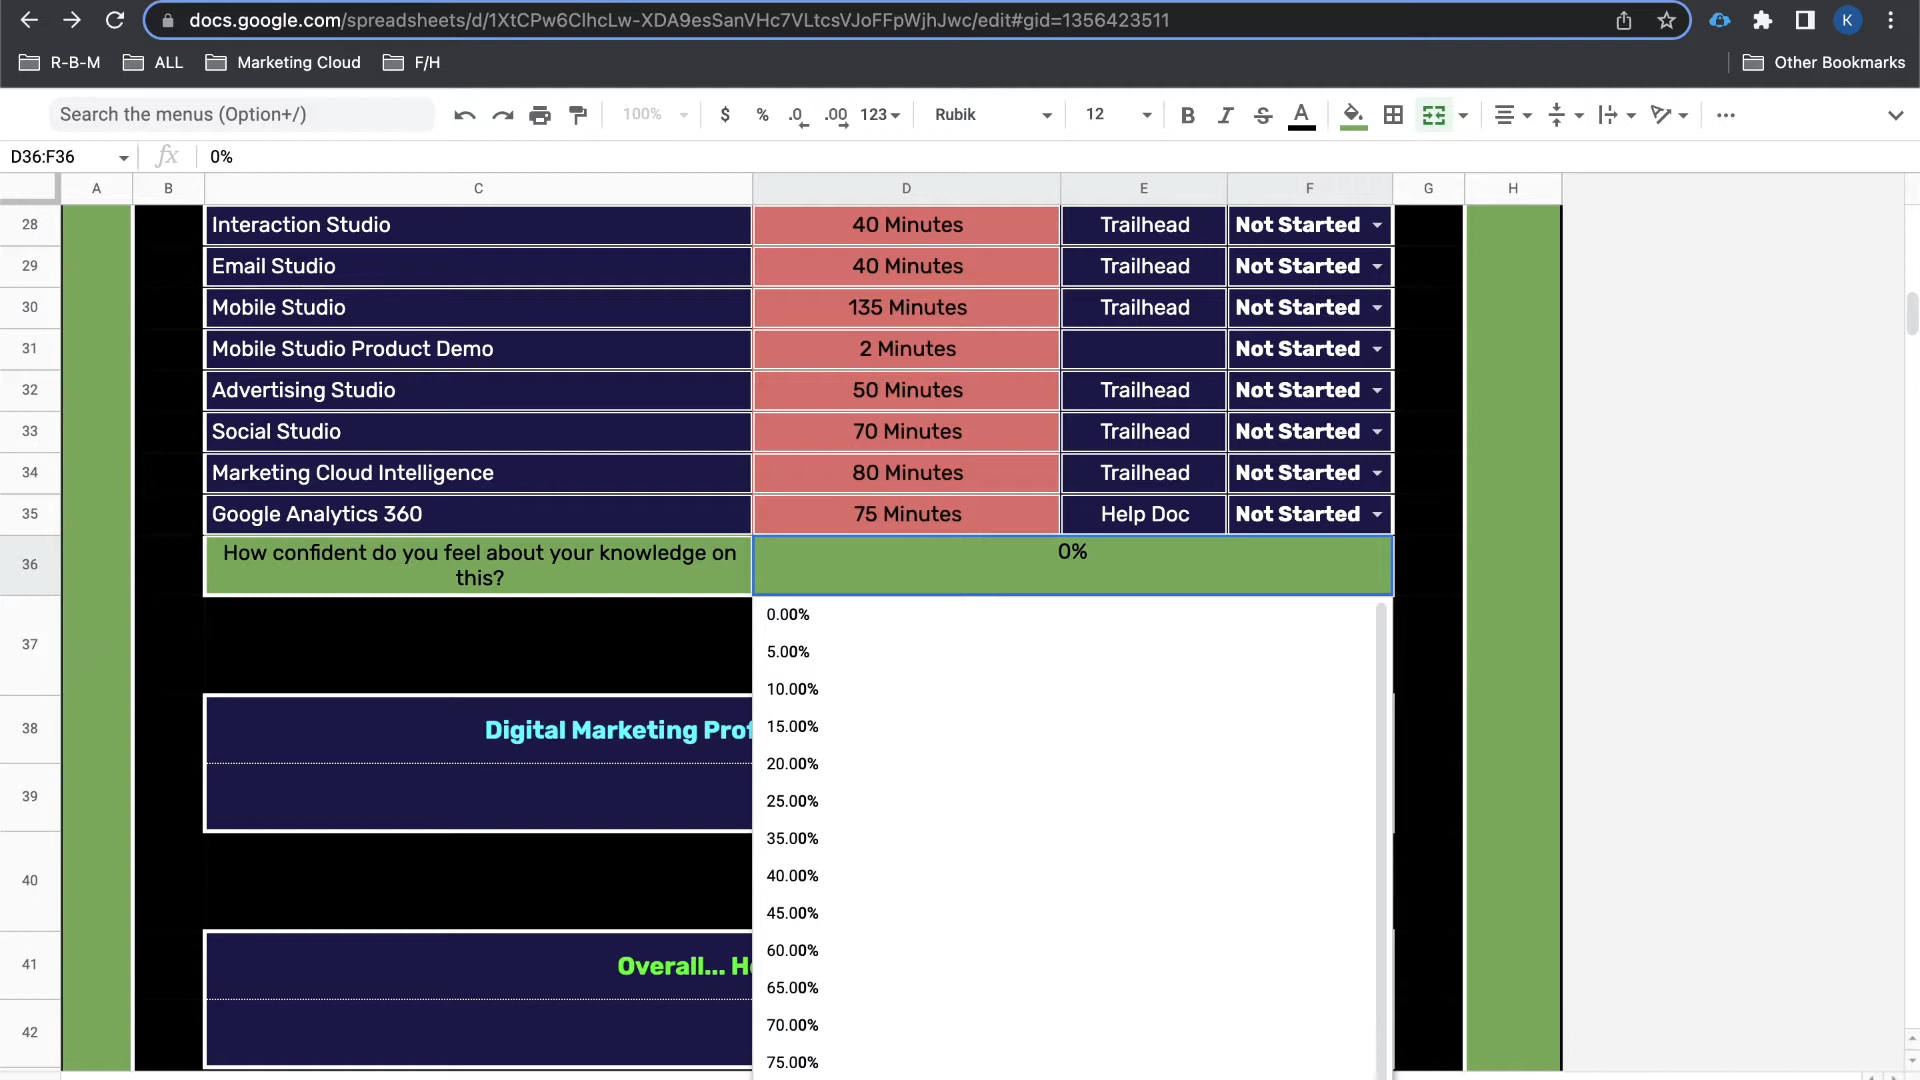 docs.google.com/spreadsheets/d/1XtCPw6ClhcLw-XDA9esSanVHc7VLtcsVJoFFpWjhJwc/edit#gid=1356423511
K
R-B-M
ALL
Marketing Cloud
F/H
Other Bookmarks
Search the menus (Option+/)
100%
$
%
.0
.00
123
Rubik
12
B
I
S
A
D36:F36
fx
0%
A
B
C
D
E
F
G
H
28 Interaction Studio 40 Minutes Trailhead Not Started
29 Email Studio 40 Minutes Trailhead Not Started
30 Mobile Studio 135 Minutes Trailhead Not Started
31 Mobile Studio Product Demo 2 Minutes Not Started
32 Advertising Studio 50 Minutes Trailhead Not Started
33 Social Studio 70 Minutes Trailhead Not Started
34 Marketing Cloud Intelligence 80 Minutes Trailhead Not Started
35 Google Analytics 360 75 Minutes Help Doc Not Started
36 How confident do you feel about your knowledge on
this?
0%
0.00%
5.00%
10.00%
15.00%
20.00%
25.00%
35.00%
40.00%
45.00%
60.00%
65.00%
70.00%
75.00%
37
38 Digital Marketing
39
40
41 Overall...
42